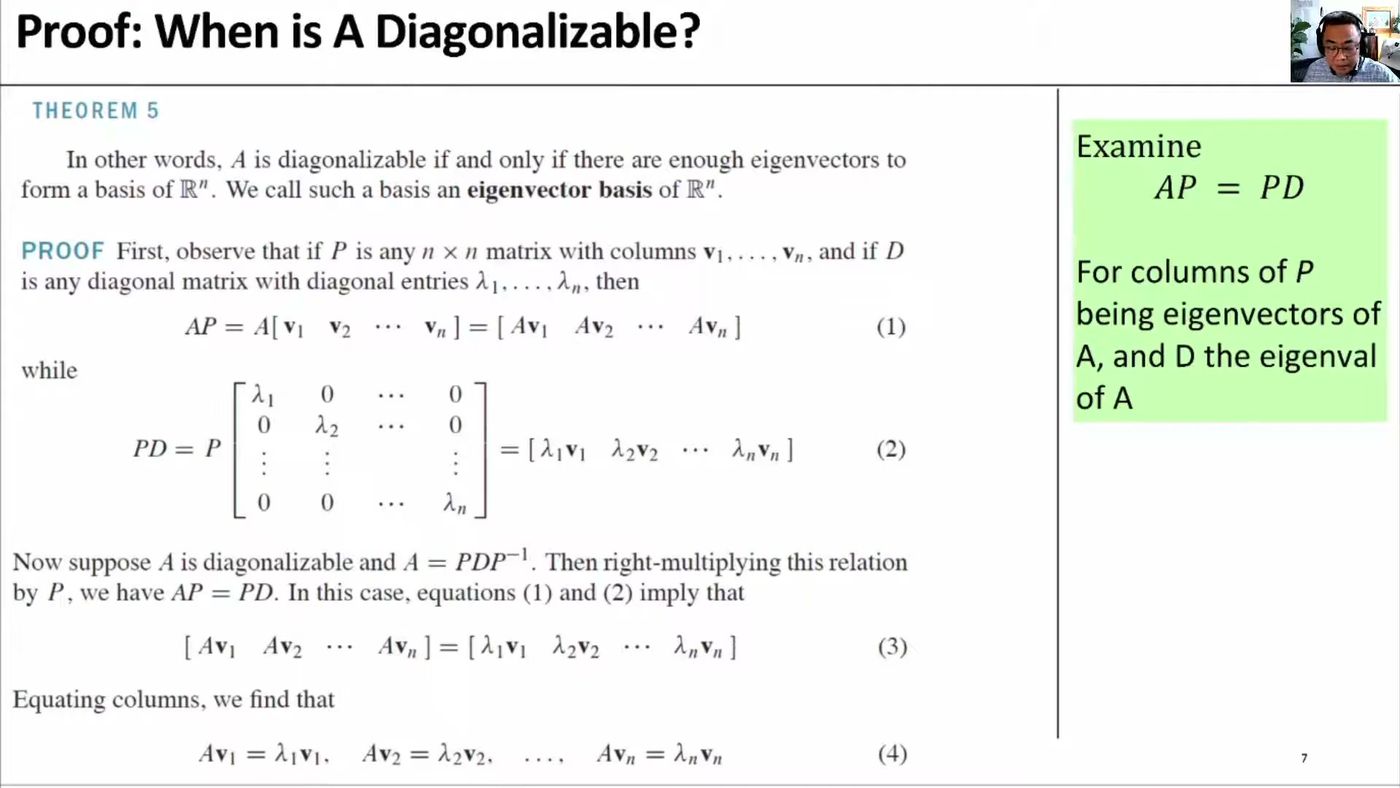 Proof: When is A Diagonalizable?
THEOREM 5
In other words, A is diagonalizable if and only if there are enough eigenvectors to
form a basis of ℝⁿ. We call such a basis an eigenvector basis of ℝⁿ.
PROOF First, observe that if P is any n × n matrix with columns v₁, . . . , vₙ, and if D
is any diagonal matrix with diagonal entries λ₁, . . . , λₙ, then
AP = A[ v₁ v₂ ⋯ vₙ ] = [ Av₁ Av₂ ⋯ Avₙ ] (1)
while
PD = P [ λ₁ 0 ⋯ 0
0 λ₂ ⋯ 0
⋮ ⋮ ⋮
0 0 ⋯ λₙ ] = [ λ₁v₁ λ₂v₂ ⋯ λₙvₙ ] (2)
Now suppose A is diagonalizable and A = PDP⁻¹. Then right-multiplying this relation
by P, we have AP = PD. In this case, equations (1) and (2) imply that
[ Av₁ Av₂ ⋯ Avₙ ] = [ λ₁v₁ λ₂v₂ ⋯ λₙvₙ ] (3)
Equating columns, we find that
Av₁ = λ₁v₁, Av₂ = λ₂v₂, . . . , Avₙ = λₙvₙ (4)
Examine
AP = PD
For columns of P
being eigenvectors of
A, and D the eigenval
of A
7